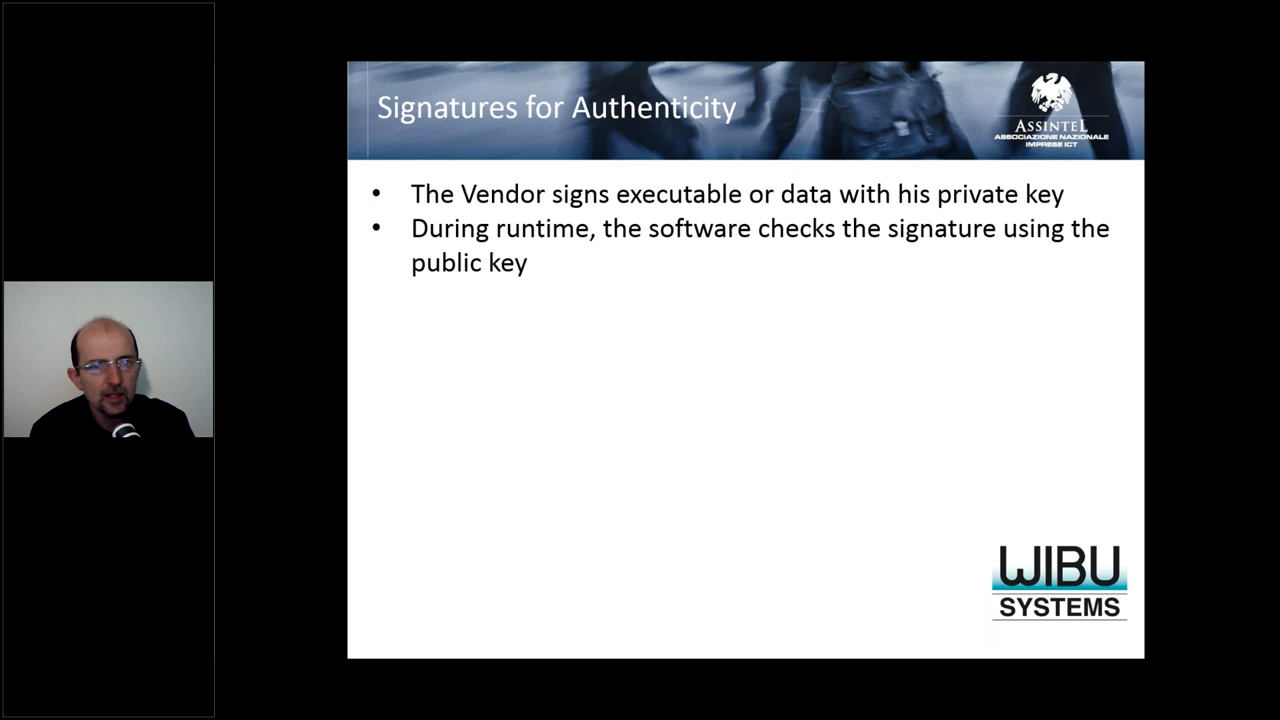 Signatures for Authenticity
ASSINTEL
ASSOCIAZIONE NAZIONALE
IMPRESE ICT
• The Vendor signs executable or data with his private key
• During runtime, the software checks the signature using the
public key
WIBU
SYSTEMS